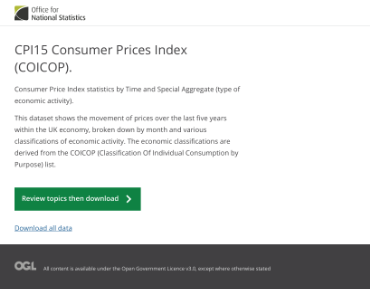 Office for
National Statistics
CPI15 Consumer Prices Index
(COICOP).
Consumer Price Index statistics by Time and Special Aggregate (type of
economic activity).
This dataset shows the movement of prices over the last five years
within the UK economy, broken down by month and various
classifications of economic activity. The economic classifications are
derived from the COICOP (Classification Of Individual Consumption by
Purpose) list.
Review topics then download
Download all data
OGL All content is available under the Open Government Licence v3.0, except where otherwise stated